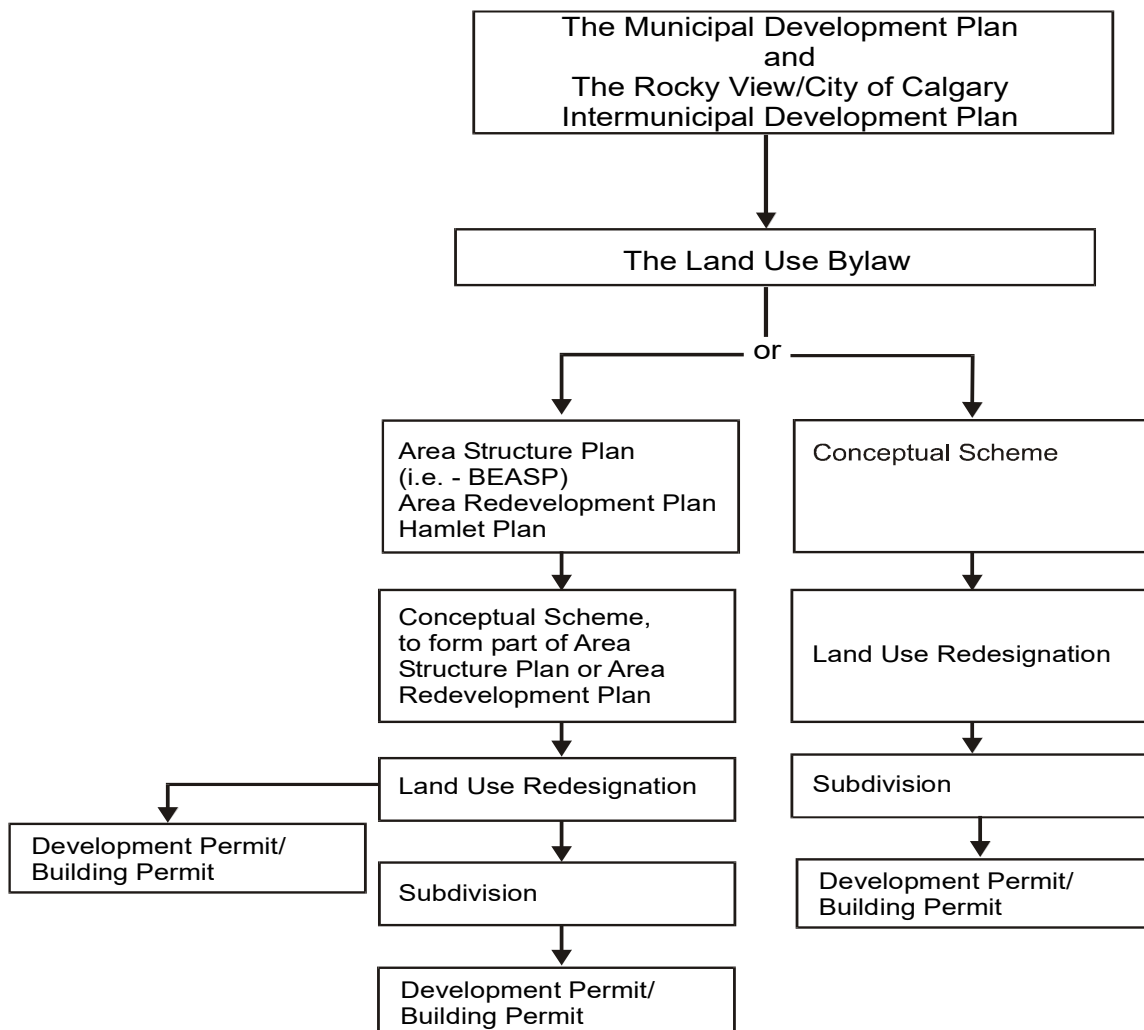 The Municipal Development Plan
and
The Rocky View/City of Calgary
Intermunicipal Development Plan
The Land Use Bylaw
or
Area Structure Plan
(i.e. - BEASP)
Area Redevelopment Plan
Hamlet Plan
Conceptual Scheme
Conceptual Scheme,
to form part of Area
Structure Plan or Area
Redevelopment Plan
Land Use Redesignation
Land Use Redesignation
Subdivision
Development Permit/
Building Permit
Subdivision
Development Permit/
Building Permit
Development Permit/
Building Permit